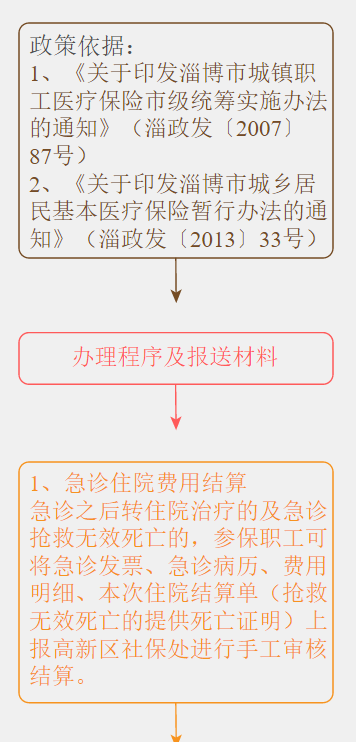 政策依据：
1、《关于印发淄博市城镇职
工医疗保险市级统筹实施办法
的通知》（淄政发〔2007〕
87号）
2、《关于印发淄博市城乡居
民基本医疗保险暂行办法的通
知》（淄政发〔2013〕33号）
办理程序及报送材料
1、急诊住院费用结算
急诊之后转住院治疗的及急诊
抢救无效死亡的，参保职工可
将急诊发票、急诊病历、费用
明细、本次住院结算单（抢救
无效死亡的提供死亡证明）上
报高新区社保处进行手工审核
结算。